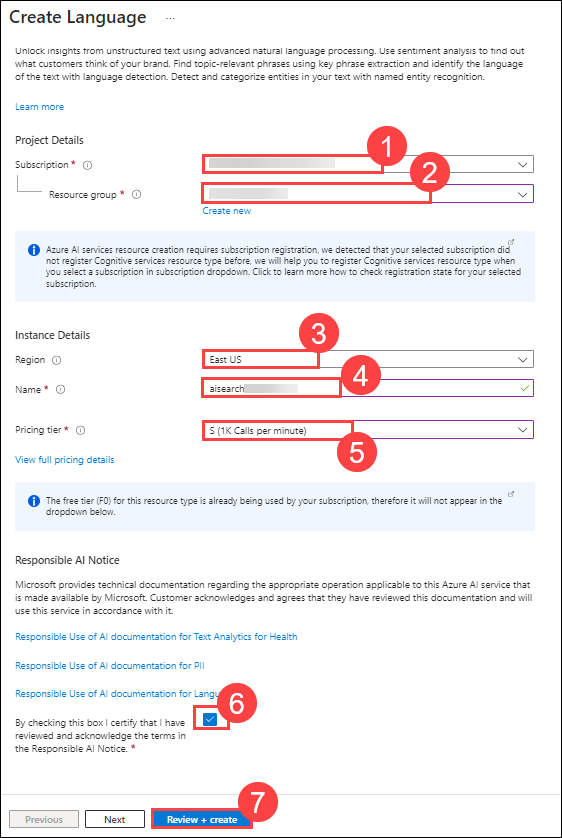 Create Language ...
Unlock insights from unstructured text using advanced natural language processing. Use sentiment analysis to find out
what customers think of your brand. Find topic-relevant phrases using key phrase extraction and identify the language
of the text with language detection. Detect and categorize entities in your text with named entity recognition.
Learn more
Project Details
1
Subscription *
2
Resource group *
Create new
Azure AI services resource creation requires subscription registration, we detected that your selected subscription did
not register Cognitive services resource type before, we will help you to register Cognitive services resource type when
you select a subscription in subscription dropdown. Click to learn more how to check registration state for your selected
subscription.
Instance Details
3
Region East US
4
Name * aisearch
Pricing tier * S (1K Calls per minute)
5
View full pricing details
The free tier (F0) for this resource type is already being used by your subscription, therefore it will not appear in the
dropdown below.
Responsible AI Notice
Microsoft provides technical documentation regarding the appropriate operation applicable to this Azure AI service that
is made available by Microsoft. Customer acknowledges and agrees that they have reviewed this documentation and will
use this service in accordance with it.
Responsible Use of AI documentation for Text Analytics for Health
Responsible Use of AI documentation for PII
Responsible Use of AI documentation for
6
By checking this box I certify that I have
reviewed and acknowledge the terms in
the Responsible AI Notice. *
7
Previous Next Review + create